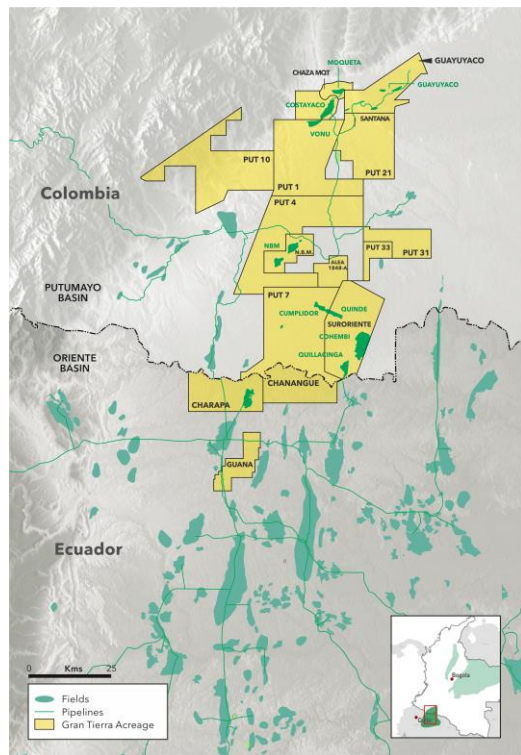 MOQUETA
GUAYUYACO
CHAZA MQT
GUAYUYACO
COSTAYACO
SANTANA
VONU
PUT 10
PUT 1
PUT 21
Colombia
PUT 4
NBM
N.B.M.
PUT 33
PUT 31
ALEA
1848-A
PUTUMAYO
BASIN
PUT 7
CUMPLIDOR
QUINDE
SURORIENTE
COHEMBI
ORIENTE
BASIN
QUILLACINGA
CHANANGUE
CHARAPA
GUANA
Ecuador
0 Kms 25
Fields
Pipelines
Gran Tierra Acreage
Bogota